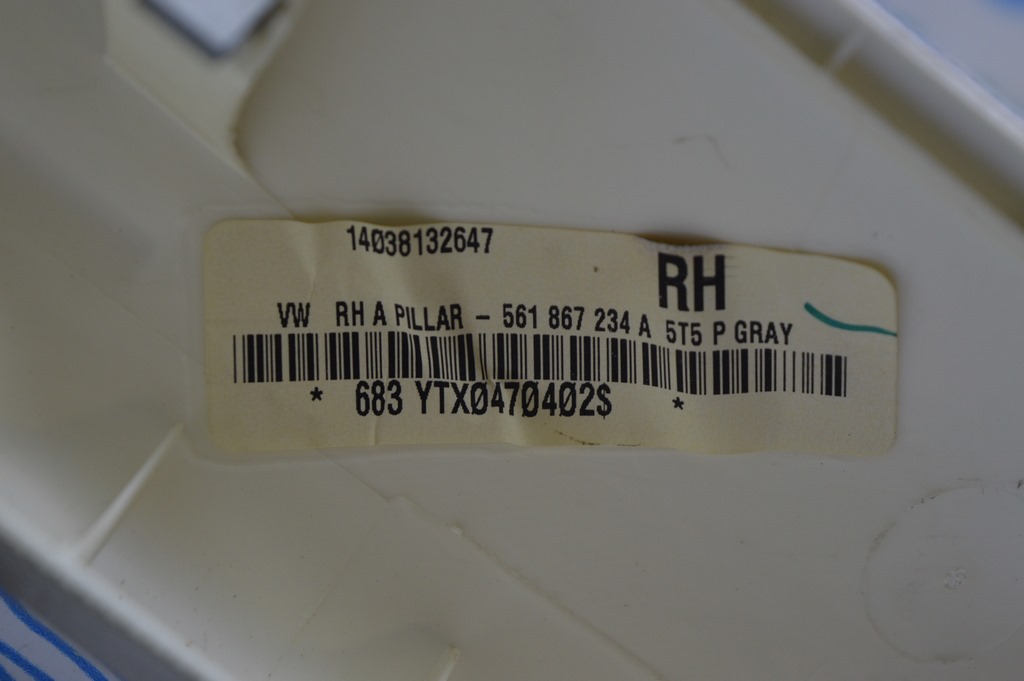 14038132647
RH
VW RH A PILLAR - 561 867 234 A 5T5 P GRAY
* 683 YTX0470402$ *